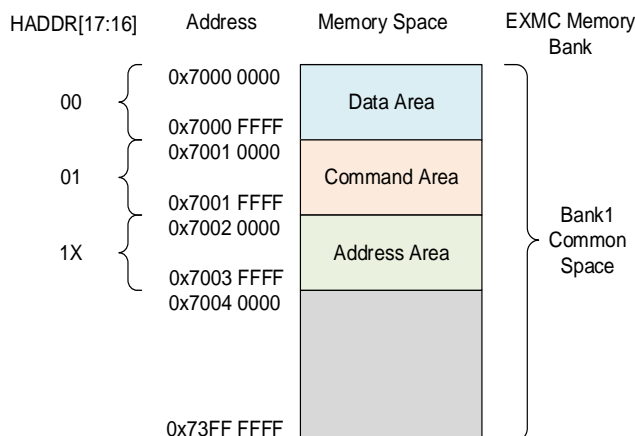 HADDR[17:16] Address Memory Space EXMC Memory
Bank
0x7000 0000
00 Data Area
0x7000 FFFF
0x7001 0000
01 Command Area
0x7001 FFFF
0x7002 0000
1X Address Area
0x7003 FFFF
0x7004 0000
Bank1
Common
Space
0x73FF FFFF